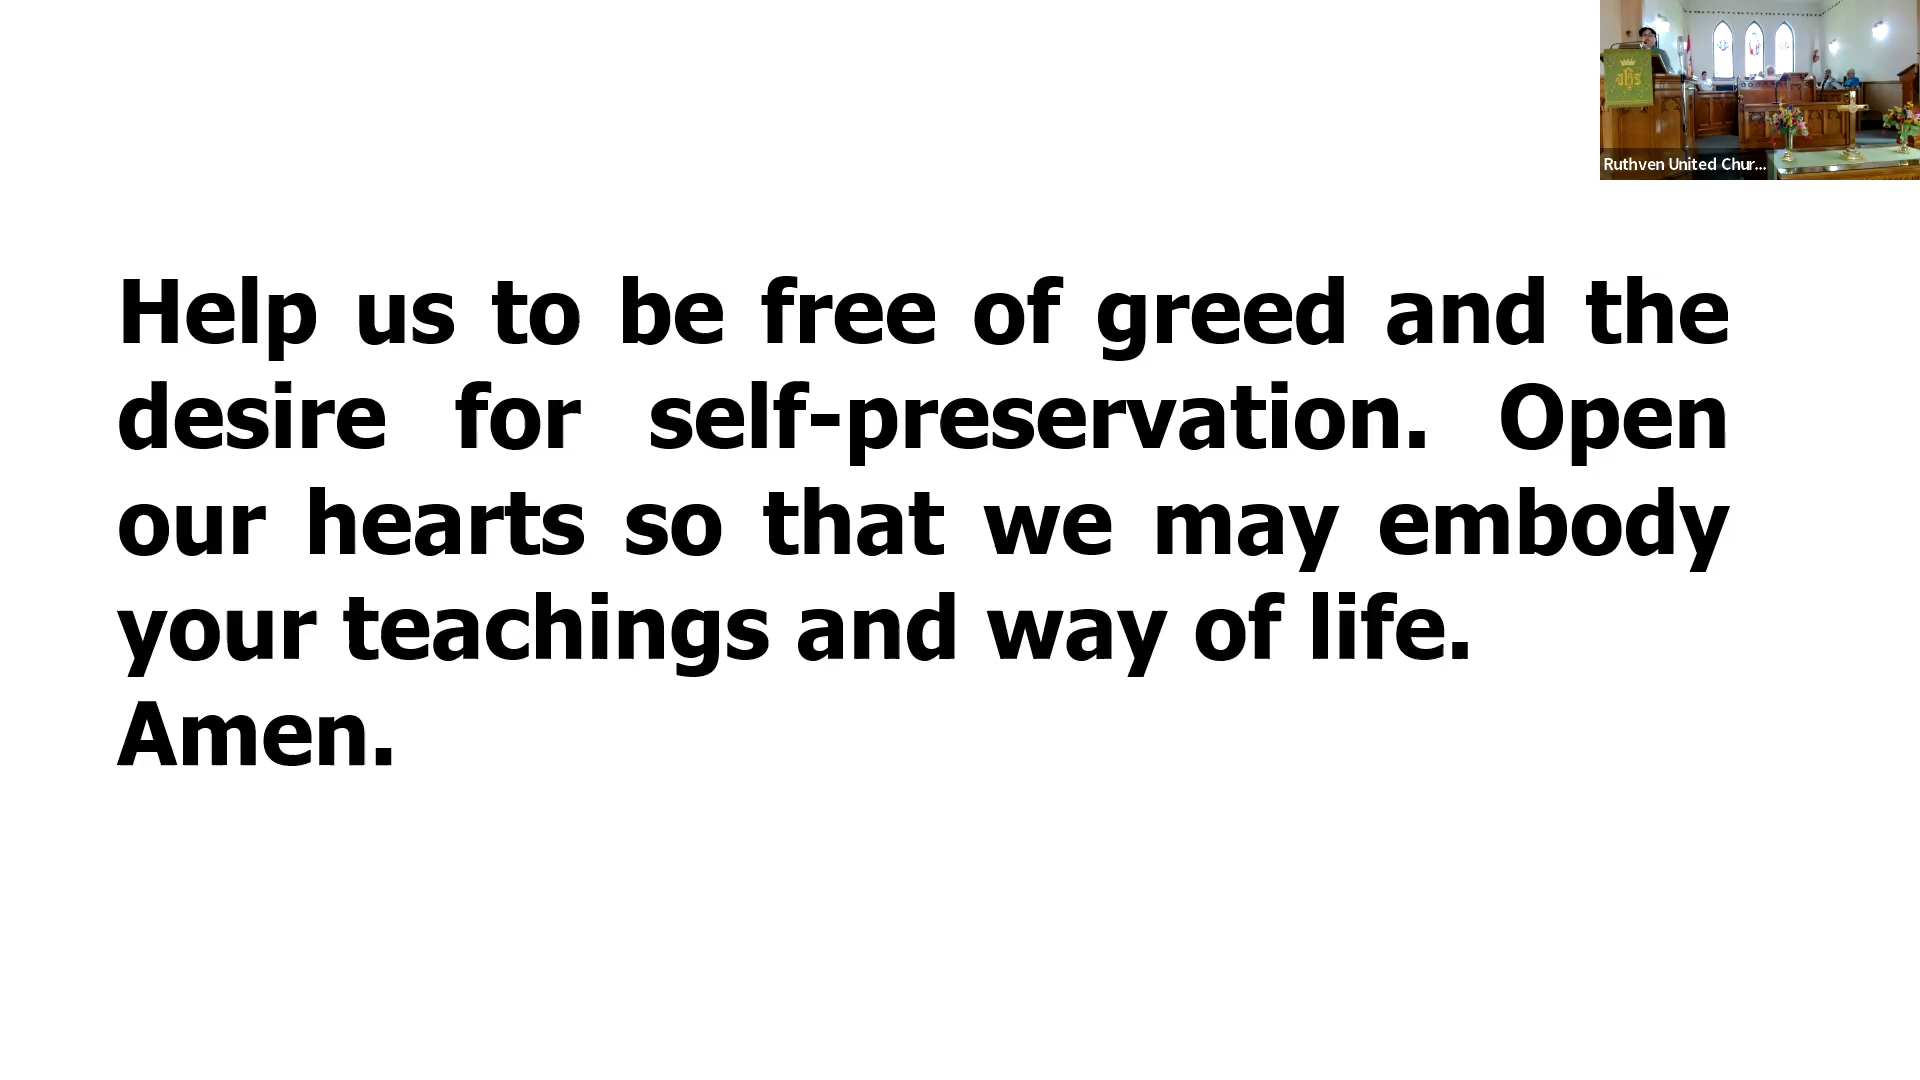 Help us to be free of greed and the
desire for self-preservation. Open
our hearts so that we may embody
your teachings and way of life.
Amen.
Ruthven United Chur...